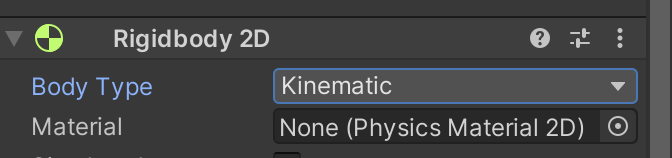 Rigidbody 2D
Body Type Kinematic
Material None (Physics Material 2D)